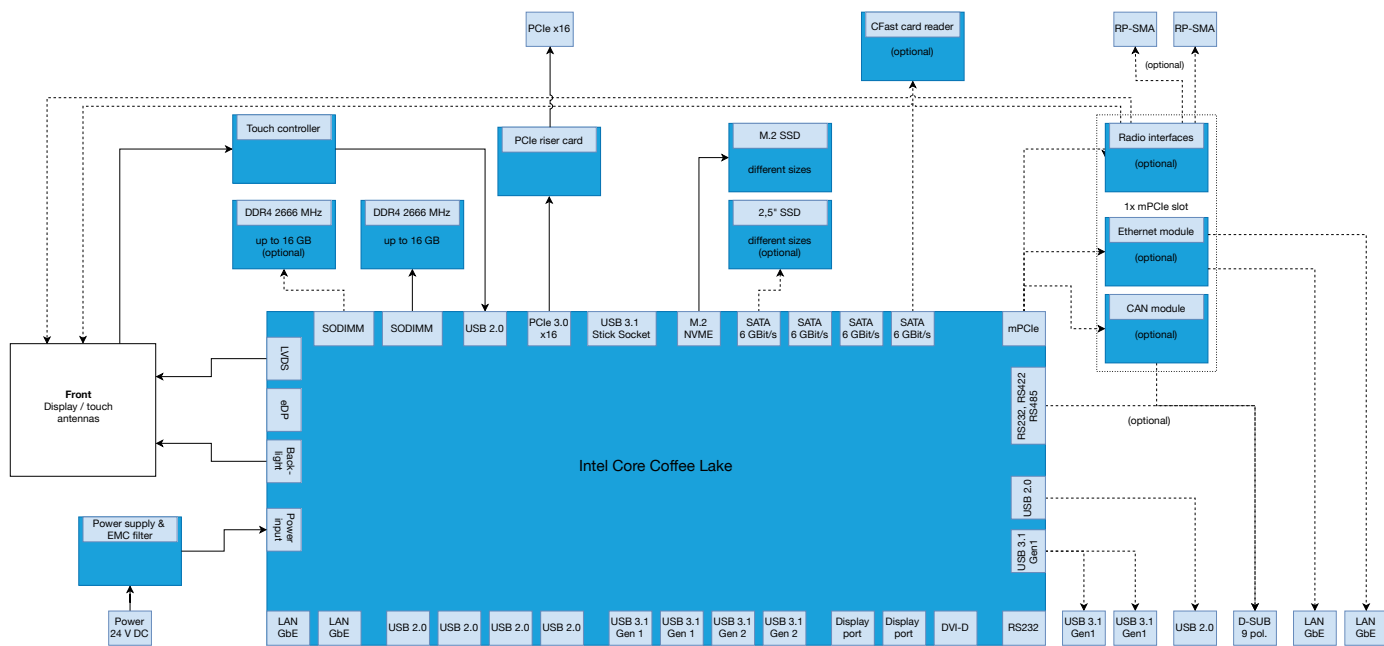 PCIe x16
CFast card reader
(optional)
RP-SMA
RP-SMA
(optional)
Touch controller
PCIe riser card
M.2 SSD
different sizes
Radio interfaces
(optional)
1x mPCIe slot
DDR4 2666 MHz
up to 16 GB
(optional)
DDR4 2666 MHz
up to 16 GB
2,5" SSD
different sizes
(optional)
Ethernet module
(optional)
CAN module
(optional)
SODIMM
SODIMM
USB 2.0
PCIe 3.0
x16
USB 3.1
Stick Socket
M.2
NVME
SATA
6 GBit/s
SATA
6 GBit/s
SATA
6 GBit/s
SATA
6 GBit/s
mPCIe
Front
Display / touch
antennas
LVDS
eDP
Back-
light
Power
input
Intel Core Coffee Lake
RS232, RS422
RS485
(optional)
USB 2.0
USB 3.1
Gen1
Power supply &
EMC filter
Power
24 V DC
LAN
GbE
LAN
GbE
USB 2.0
USB 2.0
USB 2.0
USB 2.0
USB 3.1
Gen 1
USB 3.1
Gen 1
USB 3.1
Gen 2
USB 3.1
Gen 2
Display
port
Display
port
DVI-D
RS232
USB 3.1
Gen1
USB 3.1
Gen1
USB 2.0
D-SUB
9 pol.
LAN
GbE
LAN
GbE